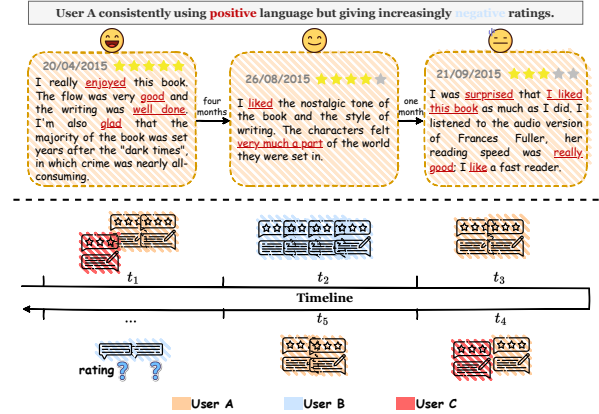 User A consistently using positive language but giving increasingly negative ratings.
20/04/2015
I really enjoyed this book.
The flow was very good and
the writing was well done.
I'm also glad that the
majority of the book was set
years after the "dark times",
in which crime was nearly all-
consuming.
four
months
26/08/2015
I liked the nostalgic tone of
the book and the style of
writing. The characters felt
very much a part of the world
they were set in.
one
month
21/09/2015
I was surprised that I liked
this book as much as I did. I
listened to the audio version
of Frances Fuller, her
reading speed was really
good; I like a fast reader.
t1
t2
t3
Timeline
...
t5
t4
rating ? ?
User A
User B
User C